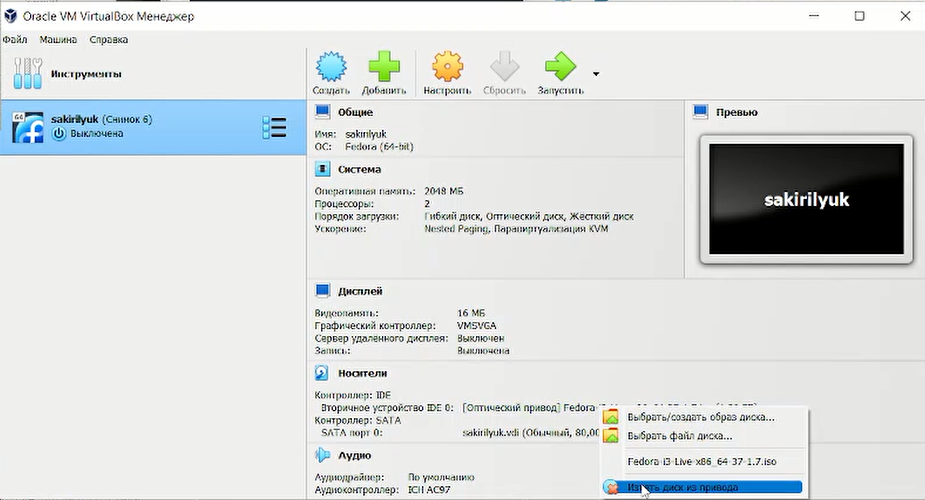 Oracle VM VirtualBox Менеджер
Файл Машина Справка
Инструменты
Создать Добавить Настроить Сбросить Запустить
64
sakirilyuk (Снимок 6)
Выключена
Общие
Имя: sakirilyuk
ОС: Fedora (64-bit)
Превью
sakirilyuk
Система
Оперативная память: 2048 МБ
Процессоры: 2
Порядок загрузки: Гибкий диск, Оптический диск, Жёсткий диск
Ускорение: Nested Paging, Паравиртуализация KVM
Дисплей
Видеопамять: 16 МБ
Графический контроллер: VMSVGA
Сервер удалённого дисплея: Выключен
Запись: Выключена
Носители
Контроллер: IDE
Вторичное устройство IDE 0: [Оптический привод] Fedora-i3
Контроллер: SATA
SATA порт 0: sakirilyuk.vdi (Обычный, 80,00
Выбрать/создать образ диска...
Выбрать файл диска...
Fedora-i3-Live-x86_64-37-1.7.iso
Изъять диск из привода
Аудио
Аудиодрайвер: По умолчанию
Аудиоконтроллер: ICH AC97